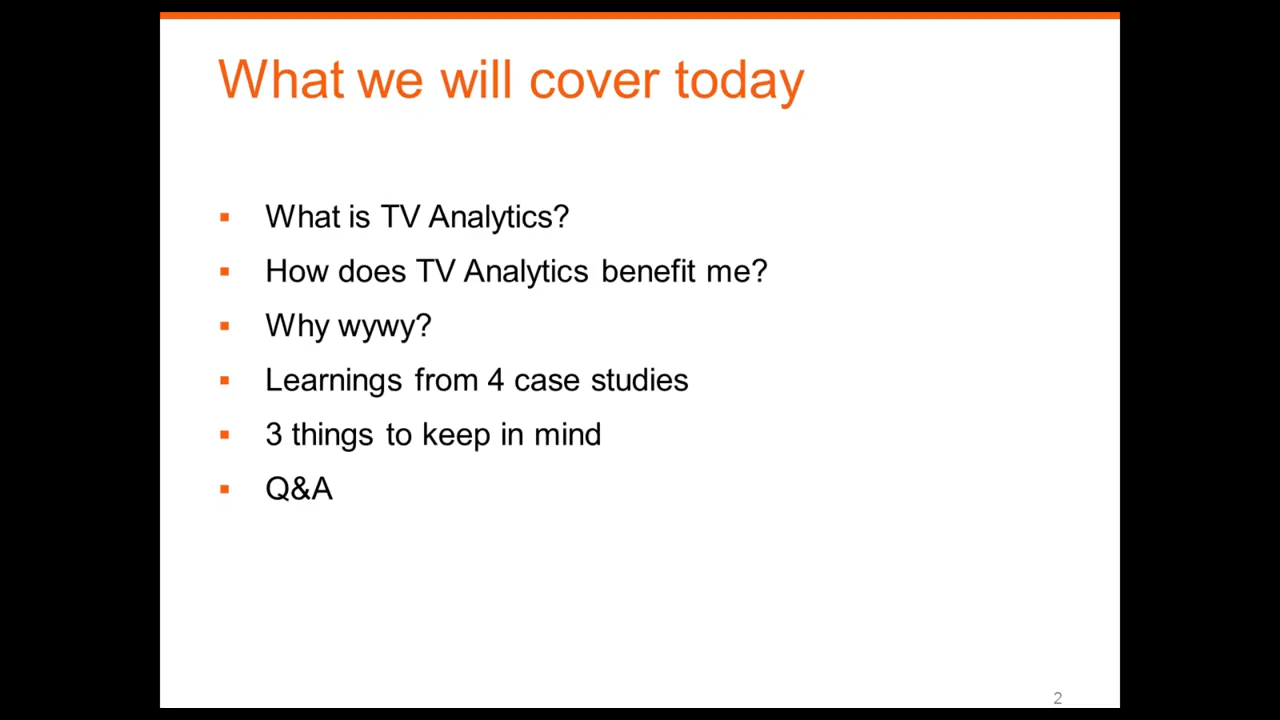 What we will cover today
▪ What is TV Analytics?
▪ How does TV Analytics benefit me?
▪ Why wywy?
▪ Learnings from 4 case studies
▪ 3 things to keep in mind
▪ Q&A
2